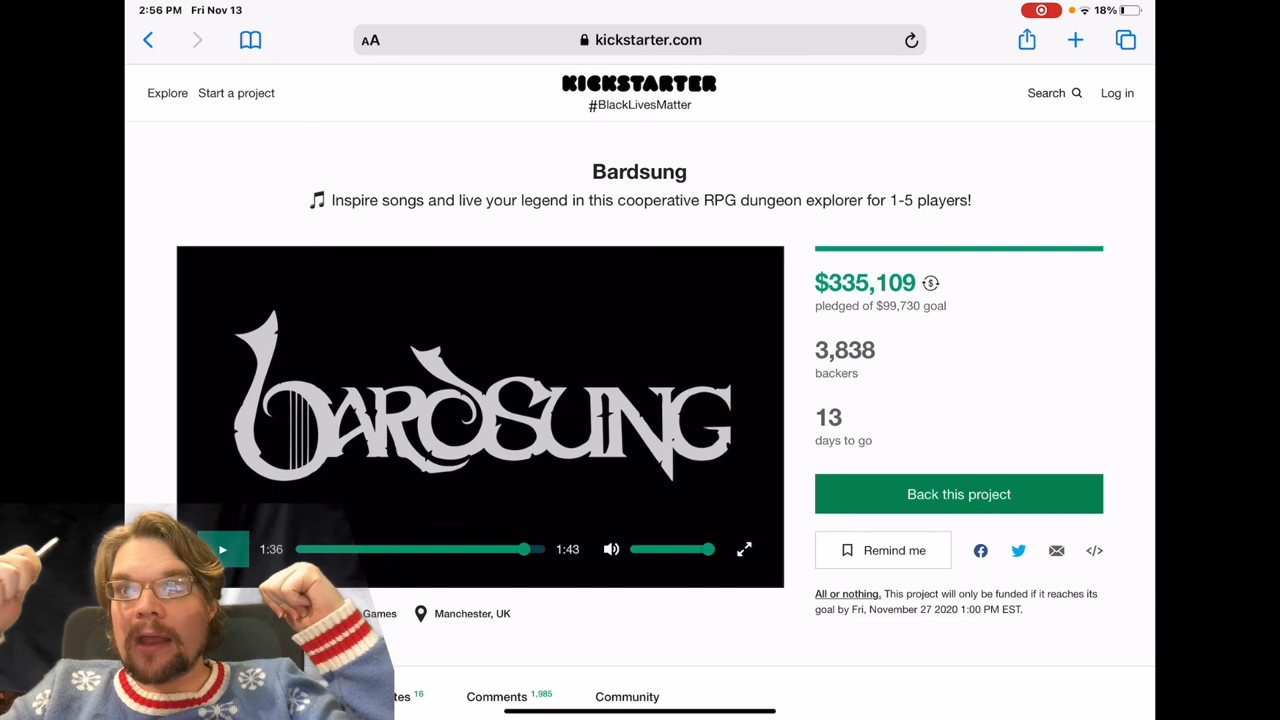 2:56 PM Fri Nov 13
18%
AA
kickstarter.com
Explore Start a project
KICKSTARTER
#BlackLivesMatter
Search Log in
Bardsung
🎵 Inspire songs and live your legend in this cooperative RPG dungeon explorer for 1-5 players!
BARDSUNG
$335,109
pledged of $99,730 goal
3,838
backers
13
days to go
Back this project
1:36
1:43
Remind me
</>
All or nothing. This project will only be funded if it reaches its
goal by Fri, November 27 2020 1:00 PM EST.
Games
Manchester, UK
16
Comments 1,985
Community